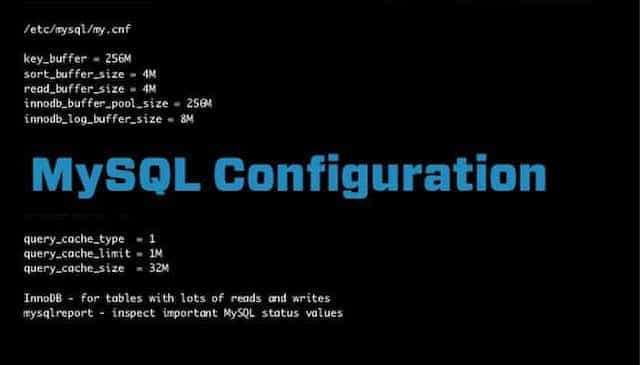 /etc/mysql/my.cnf
key_buffer = 256M
sort_buffer_size = 4M
read_buffer_size = 4M
innodb_buffer_pool_size = 256M
innodb_log_buffer_size = 8M
MySQL Configuration
query_cache_type = 1
query_cache_limit = 1M
query_cache_size = 32M
InnoDB - for tables with lots of reads and writes
mysqlreport - inspect important MySQL status values